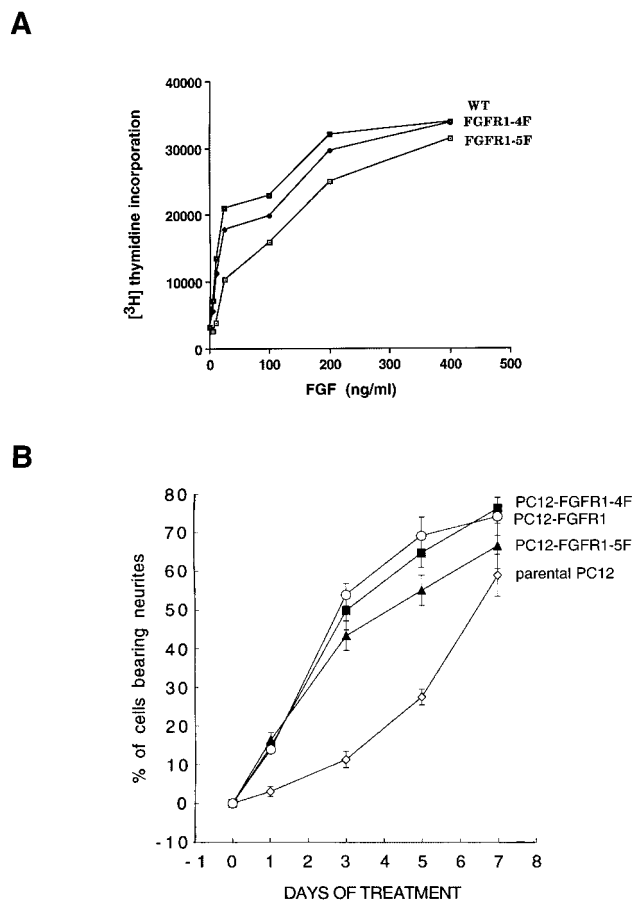 A
[³H] thymidine incorporation
40000
30000
20000
10000
0
WT
FGFR1-4F
FGFR1-5F
0 100 200 300 400 500
FGF (ng/ml)
B
% of cells bearing neurites
80
70
60
50
40
30
20
10
0
-10
PC12-FGFR1-4F
PC12-FGFR1
PC12-FGFR1-5F
parental PC12
-1 0 1 2 3 4 5 6 7 8
DAYS OF TREATMENT